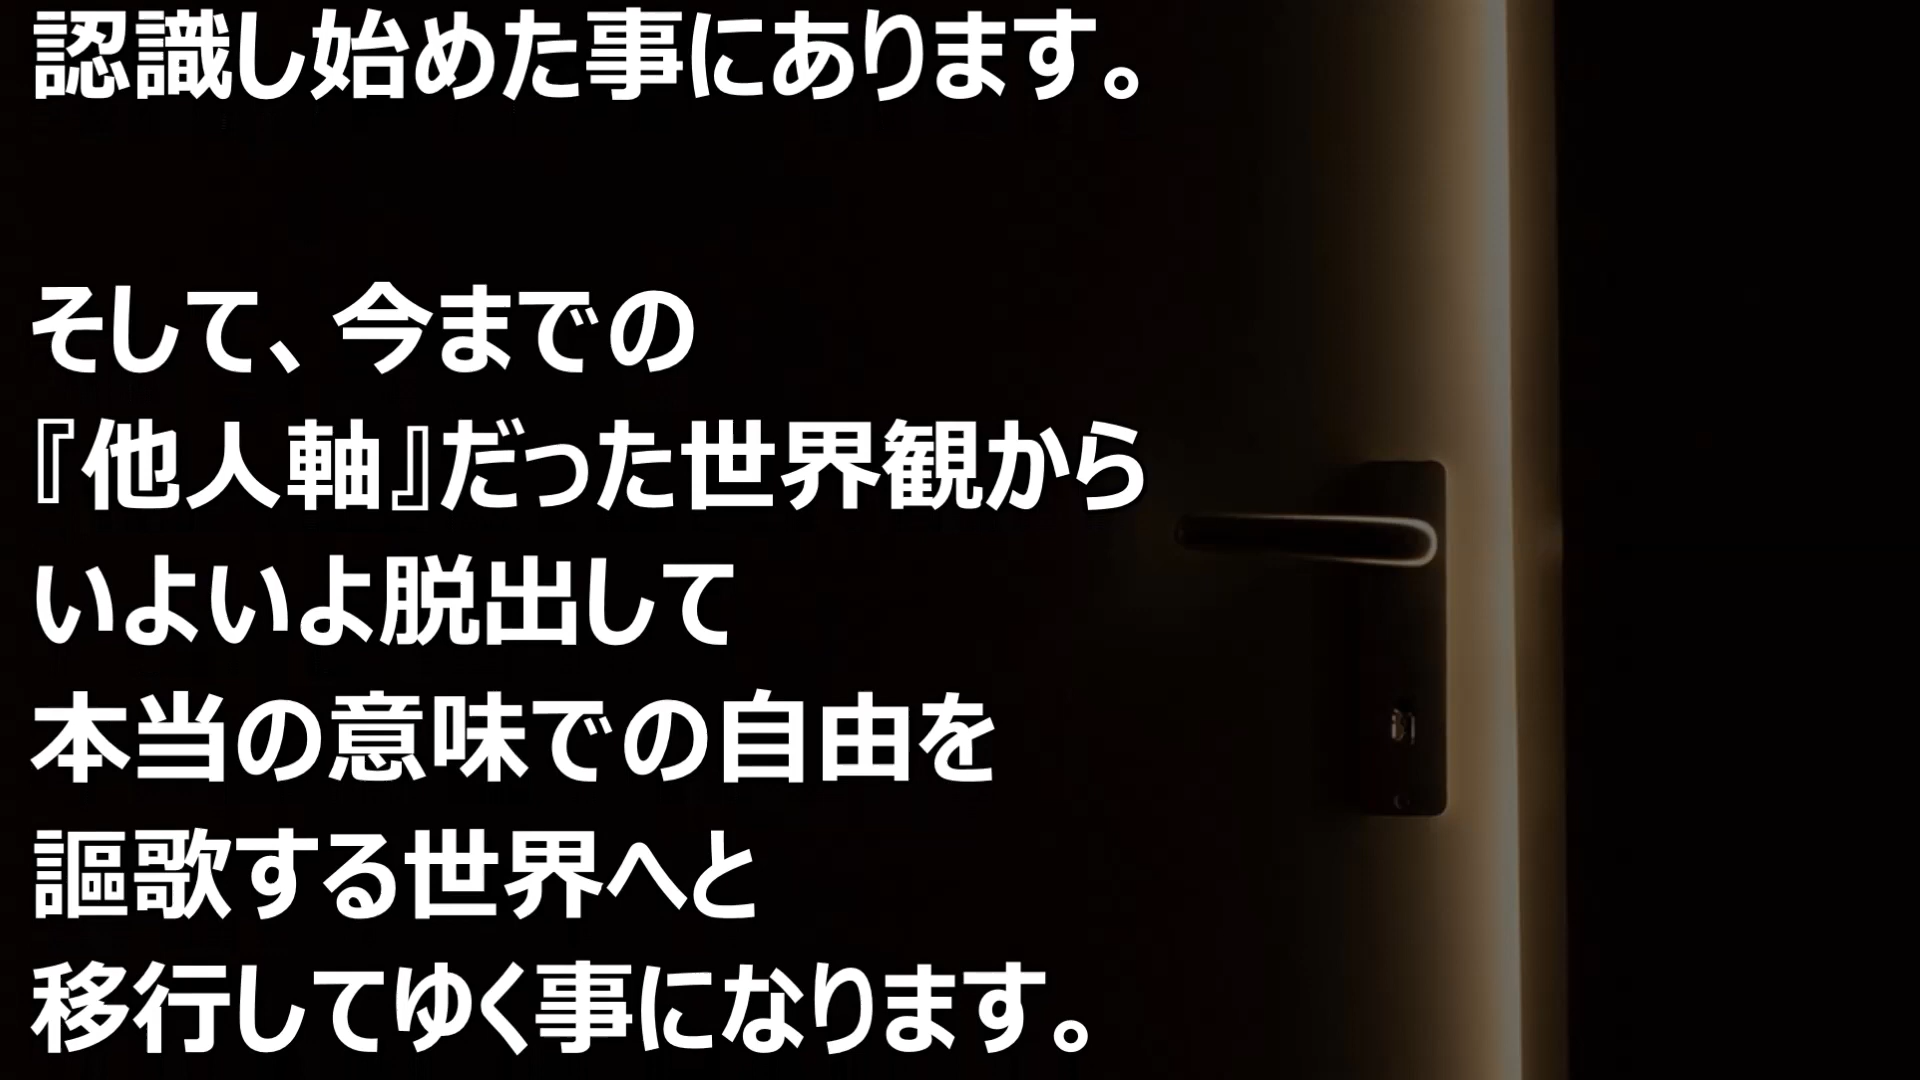 認識し始めた事にあります。
そして、今までの
『他人軸』だった世界観から
いよいよ脱出して
本当の意味での自由を
謳歌する世界へと
移行してゆく事になります。